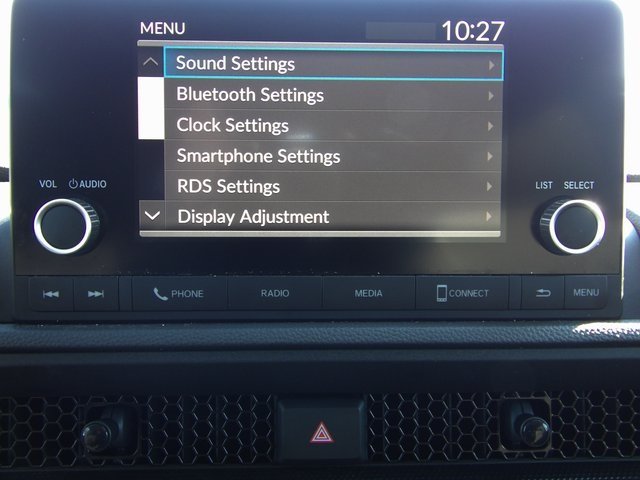 MENU 10:27
Sound Settings
Bluetooth Settings
Clock Settings
Smartphone Settings
RDS Settings
Display Adjustment
VOL AUDIO
LIST SELECT
PHONE RADIO MEDIA CONNECT MENU